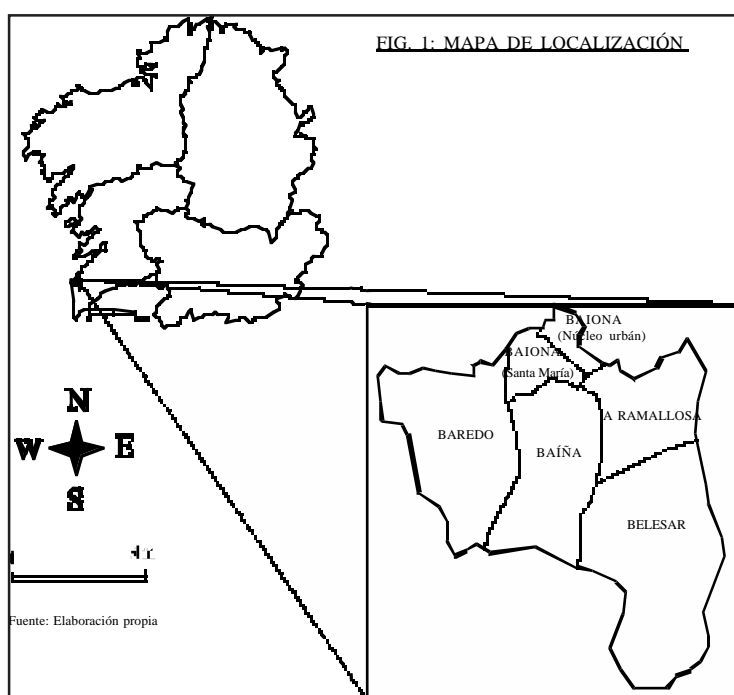 FIG. 1: MAPA DE LOCALIZACIÓN
BAIONA
(Núcleo urbán)
BAIONA
(Santa María)
A RAMALLOSA
BAREDO
BAÍÑA
BELESAR
N
W
E
S
Fuente: Elaboración propia